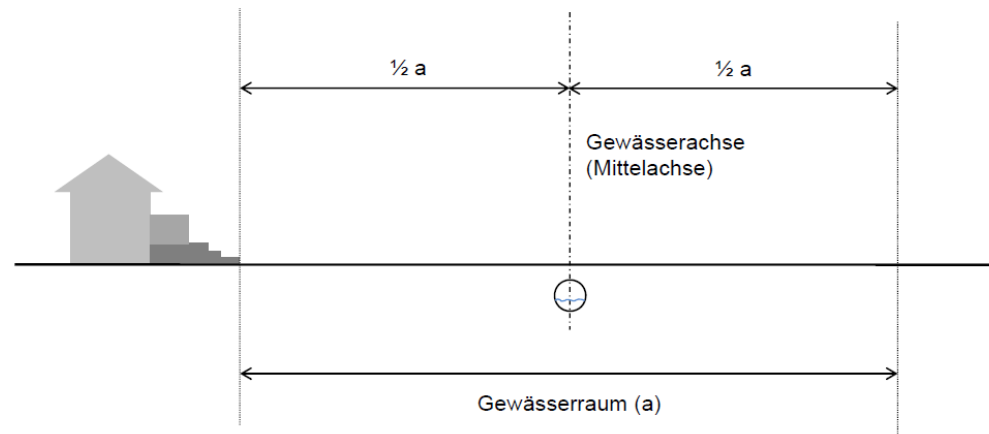 ½ a
½ a
Gewässerachse
(Mittelachse)
Gewässerraum (a)